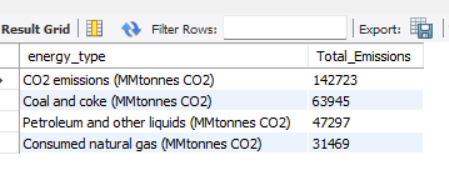 Result Grid Filter Rows: Export:
energy_type Total_Emissions
CO2 emissions (MMtonnes CO2) 142723
Coal and coke (MMtonnes CO2) 63945
Petroleum and other liquids (MMtonnes CO2) 47297
Consumed natural gas (MMtonnes CO2) 31469